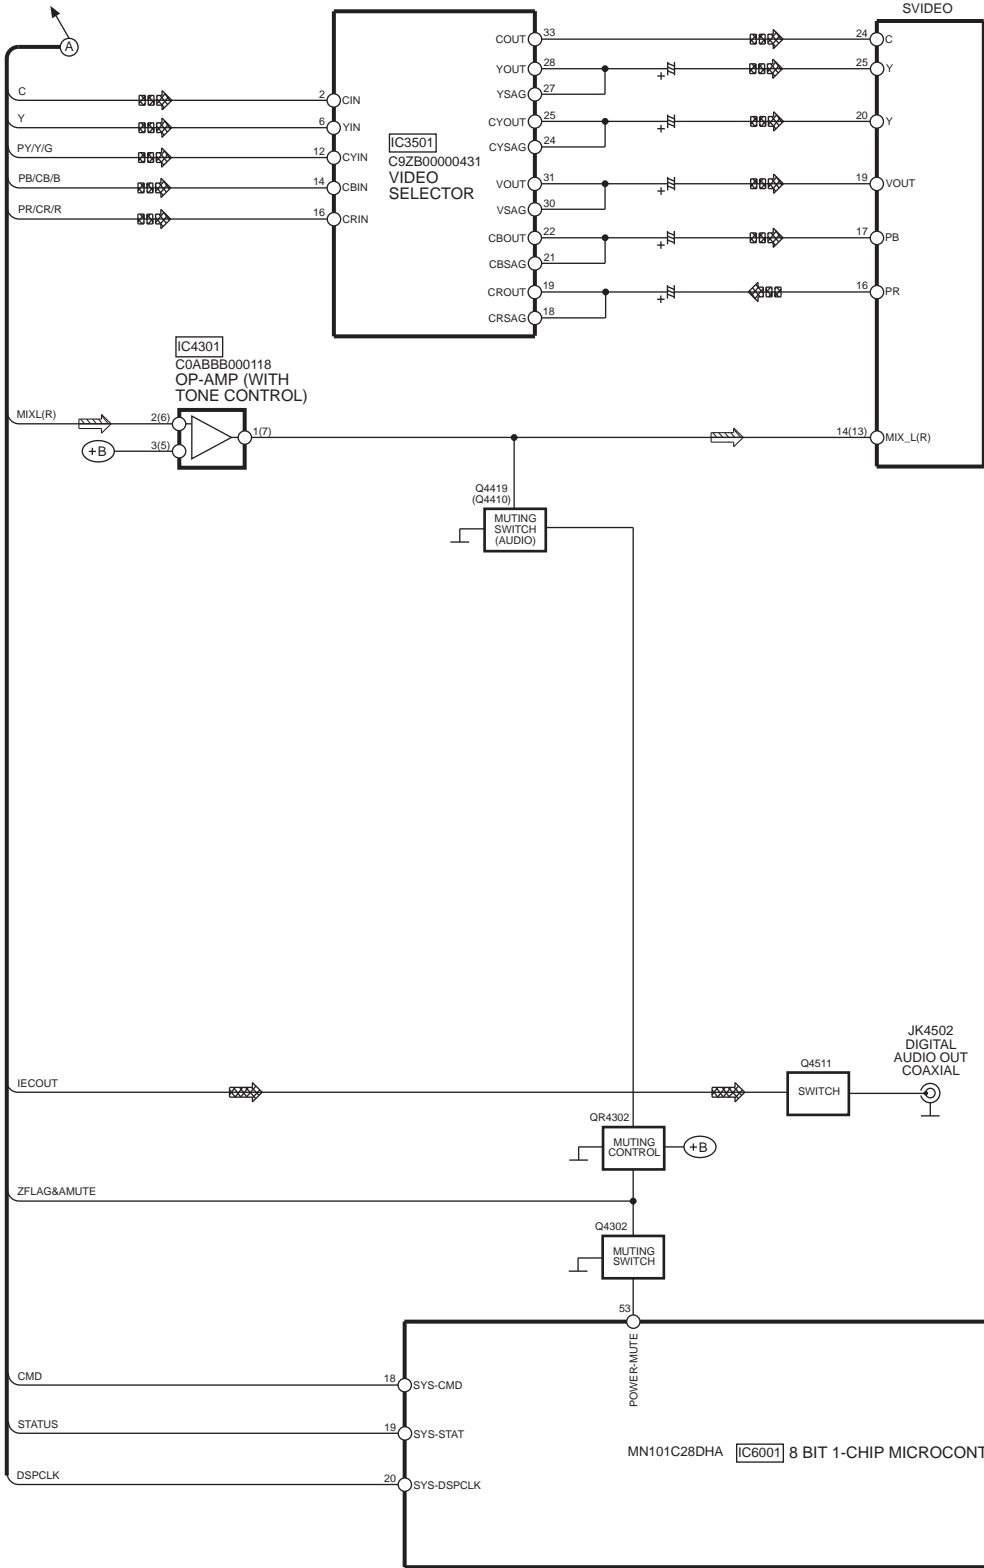 SVIDEO
A
COUT 33 24 C
YOUT 28 + 25 Y
YSAG 27
C 2 CIN
CYOUT 25 + 20 Y
Y 6 YIN
IC3501
C9ZB00000431
VIDEO
SELECTOR
CYSAG 24
PY/Y/G 12 CYIN
PB/CB/B 14 CBIN
VOUT 31 + 19 VOUT
VSAG 30
PR/CR/R 16 CRIN
CBOUT 22 + 17 PB
CBSAG 21
CROUT 19 + 16 PR
CRSAG 18
IC4301
C0ABBB000118
OP-AMP (WITH
TONE CONTROL)
MIXL(R) 2(6)
+B 3(5)
1(7) 14(13) MIX_L(R)
Q4419
(Q4410)
MUTING
SWITCH
(AUDIO)
JK4502
DIGITAL
AUDIO OUT
COAXIAL
IECOUT
Q4511
SWITCH
QR4302
MUTING
CONTROL
+B
ZFLAG&AMUTE
Q4302
MUTING
SWITCH
53
POWER-MUTE
CMD 18 SYS-CMD
STATUS 19 SYS-STAT
MN101C28DHA IC6001 8 BIT 1-CHIP MICROCONT
DSPCLK 20 SYS-DSPCLK